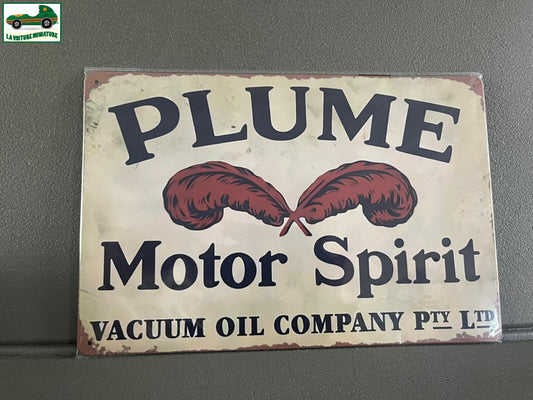 LA VOITURE MINIATURE
PLUME
Motor Spirit
VACUUM OIL COMPANY PTY LTD